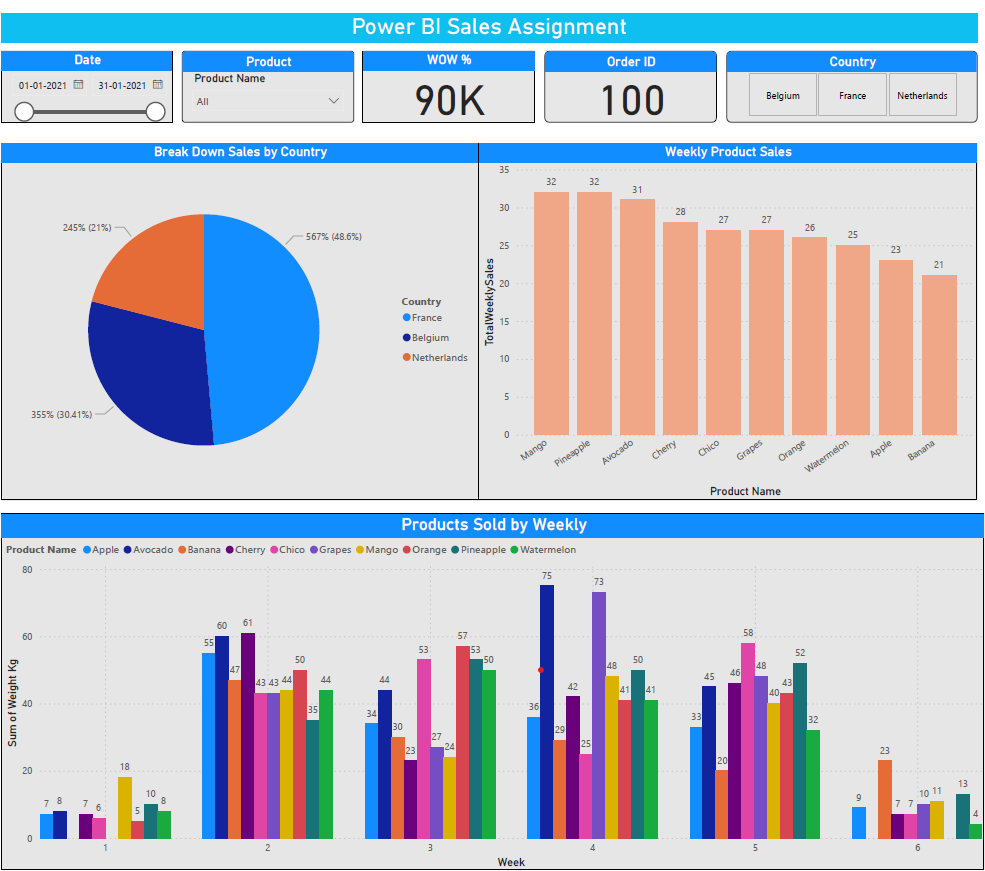 Power BI Sales Assignment
Date
01-01-2021 31-01-2021
Product
Product Name
All
WOW %
90K
Order ID
100
Country
Belgium France Netherlands
Break Down Sales by Country
245% (21%)
567% (48.6%)
355% (30.41%)
Country
France
Belgium
Netherlands
Weekly Product Sales
TotalWeeklySales
35
30
25
20
15
10
5
0
32 32 31 28 27 27 26 25 23 21
Mango Pineapple Avocado Cherry Chico Grapes Orange Watermelon Apple Banana
Product Name
Products Sold by Weekly
Product Name Apple Avocado Banana Cherry Chico Grapes Mango Orange Pineapple Watermelon
Sum of Weight Kg
80
60
40
20
0
7 8 7 6 18 5 10 8
55 60 47 61 43 43 44 50 35 44
34 44 30 23 53 27 24 57 53 50
36 75 29 42 25 73 48 41 50 41
33 45 20 46 58 48 40 43 52 32
9 23 7 7 10 11 13 4
1 2 3 4 5 6
Week